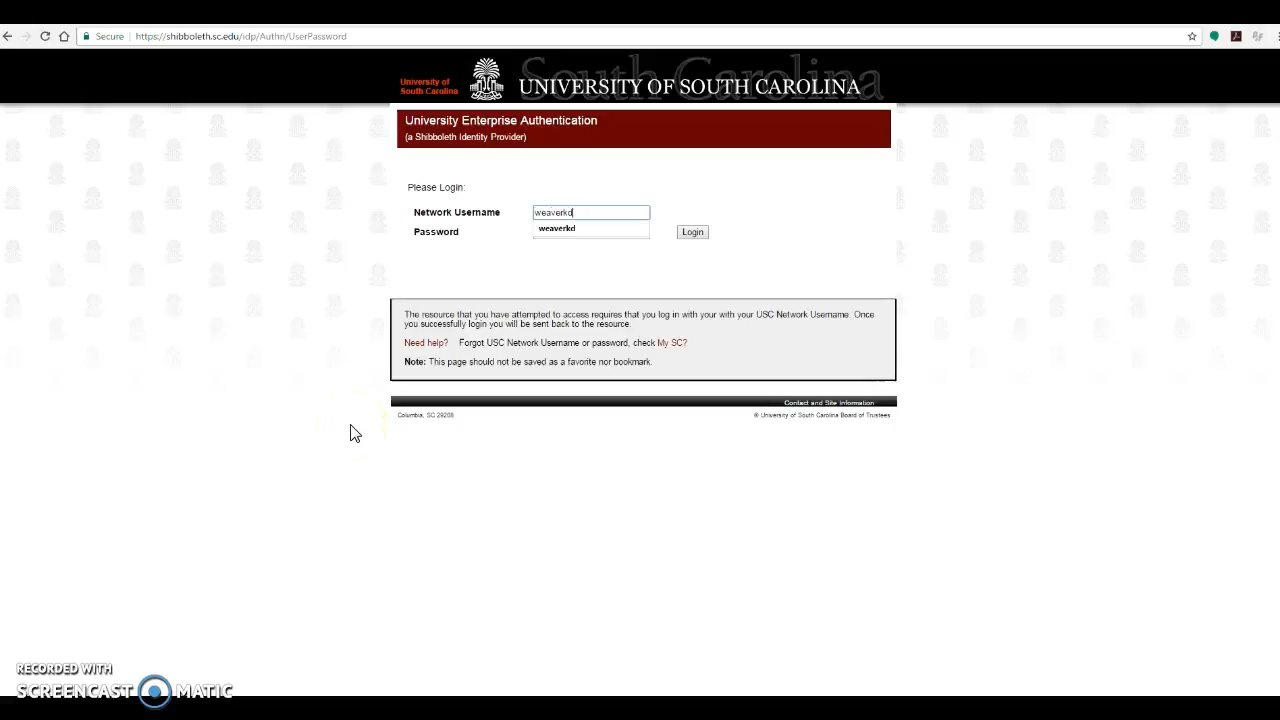 Secure
https://shibboleth.sc.edu/idp/Authn/UserPassword
University of
South Carolina
South Carolina
UNIVERSITY OF SOUTH CAROLINA
University Enterprise Authentication
(a Shibboleth Identity Provider)
Please Login:
Network Username
weaverkd
weaverkd
Password
Login
The resource that you have attempted to access requires that you log in with your with your USC Network Username. Once
you successfully login you will be sent back to the resource.
Need help? Forgot USC Network Username or password, check My SC?
Note: This page should not be saved as a favorite nor bookmark.
Contact and Site Information
Columbia, SC 29208
© University of South Carolina Board of Trustees
RECORDED WITH
SCREENCAST MATIC